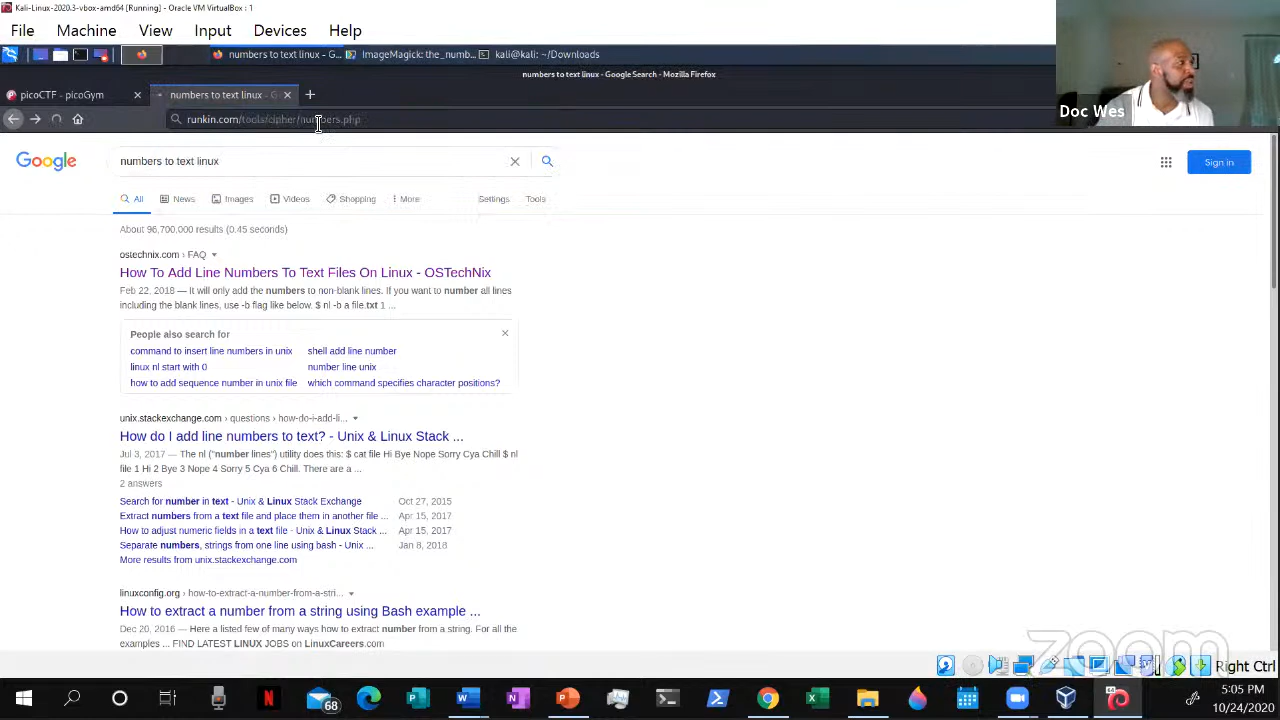 Kali-Linux-2020.3-vbox-amd64 [Running] - Oracle VM VirtualBox : 1
File Machine View Input Devices Help
numbers to text linux - G... ImageMagick: the_numb... kali@kali: ~/Downloads
numbers to text linux - Google Search - Mozilla Firefox
picoCTF - picoGym numbers to text linux - G
runkin.com/tools/cipher/numbers.php
Doc Wes
Google numbers to text linux Sign in
All News Images Videos Shopping More Settings Tools
About 96,700,000 results (0.45 seconds)
ostechnix.com › FAQ
How To Add Line Numbers To Text Files On Linux - OSTechNix
Feb 22, 2018 — It will only add the numbers to non-blank lines. If you want to number all lines
including the blank lines, use -b flag like below. $ nl -b a file.txt 1 ...
People also search for
command to insert line numbers in unix shell add line number
linux nl start with 0 number line unix
how to add sequence number in unix file which command specifies character positions?
unix.stackexchange.com › questions › how-do-i-add-li...
How do I add line numbers to text? - Unix & Linux Stack ...
Jul 3, 2017 — The nl ("number lines") utility does this: $ cat file Hi Bye Nope Sorry Cya Chill $ nl
file 1 Hi 2 Bye 3 Nope 4 Sorry 5 Cya 6 Chill. There are a ...
2 answers
Search for number in text - Unix & Linux Stack Exchange Oct 27, 2015
Extract numbers from a text file and place them in another file ... Apr 15, 2017
How to adjust numeric fields in a text file - Unix & Linux Stack ... Apr 15, 2017
Separate numbers, strings from one line using bash - Unix ... Jan 8, 2018
More results from unix.stackexchange.com
linuxconfig.org › how-to-extract-a-number-from-a-stri...
How to extract a number from a string using Bash example ...
Dec 20, 2016 — Here a listed few of many ways how to extract number from a string. For all the
examples ... FIND LATEST LINUX JOBS on LinuxCareers.com
zoom
Right Ctrl
68
5:05 PM
10/24/2020